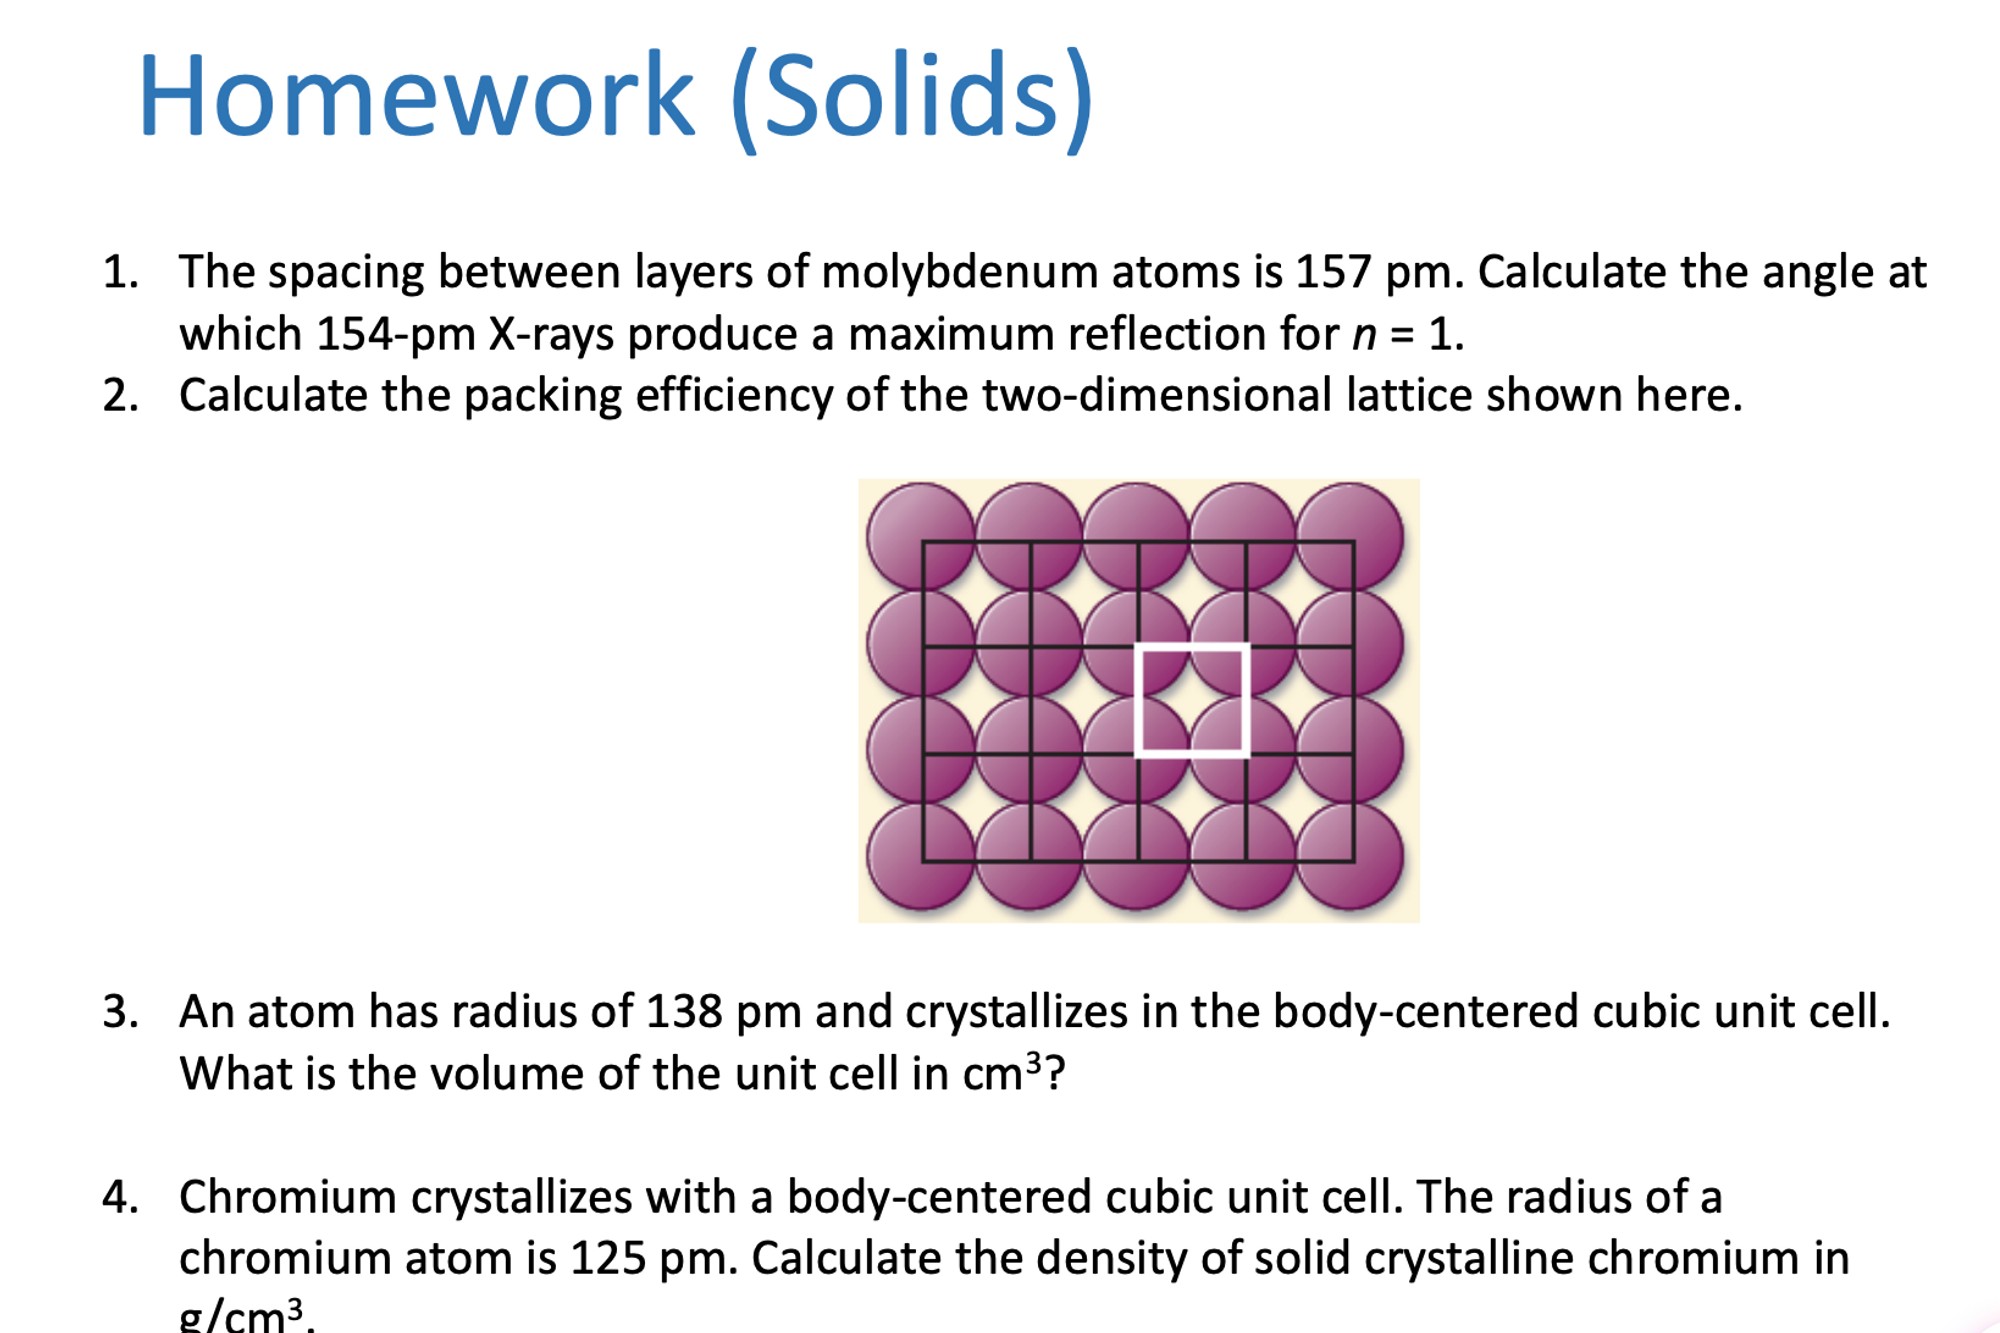 Homework (Solids)
1. The spacing between layers of molybdenum atoms is 157 pm. Calculate the angle at
which 154-pm X-rays produce a maximum reflection for n = 1.
2. Calculate the packing efficiency of the two-dimensional lattice shown here.
3. An atom has radius of 138 pm and crystallizes in the body-centered cubic unit cell.
What is the volume of the unit cell in cm³?
4. Chromium crystallizes with a body-centered cubic unit cell. The radius of a
chromium atom is 125 pm. Calculate the density of solid crystalline chromium in
g/cm³.